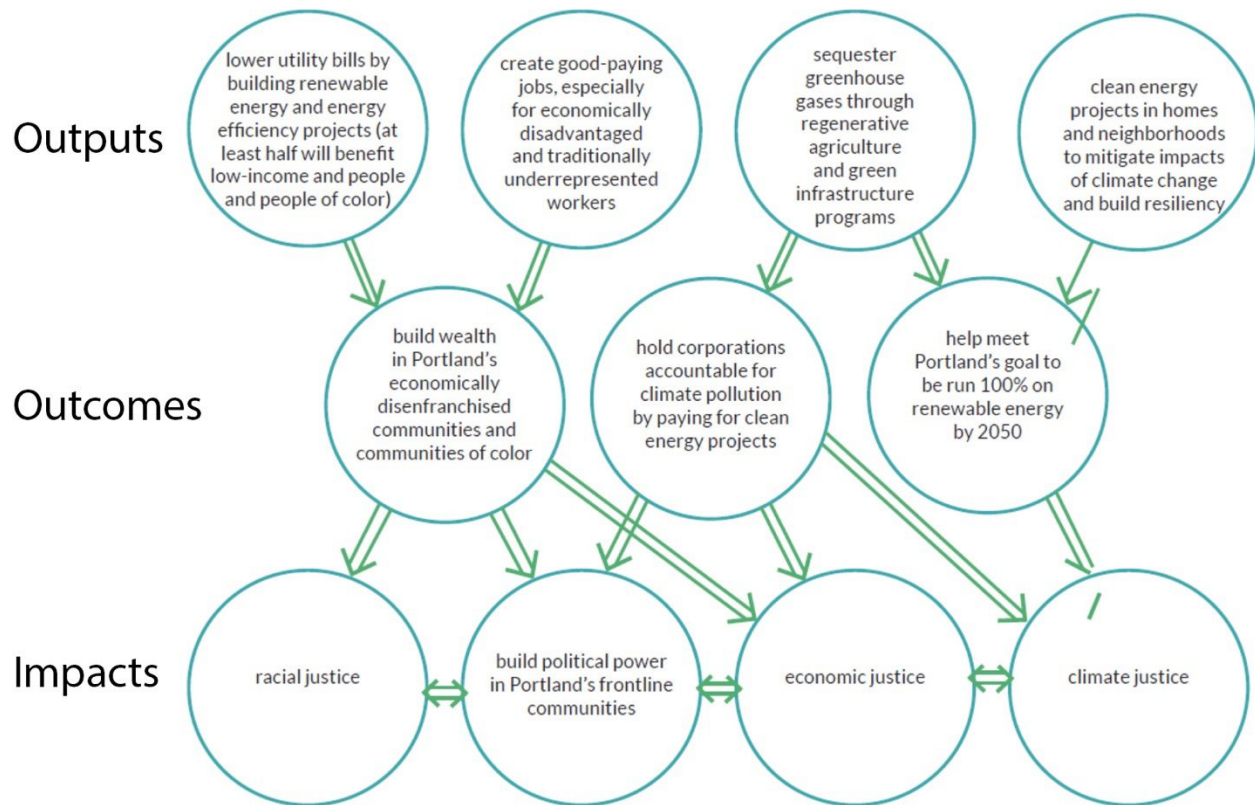 Outputs
lower utility bills by
building renewable
energy and energy
efficiency projects (at
least half will benefit
low-income and people
and people of color)
create good-paying
jobs, especially
for economically
disadvantaged
and traditionally
underrepresented
workers
sequester
greenhouse
gases through
regenerative
agriculture
and green
infrastructure
programs
clean energy
projects in homes
and neighborhoods
to mitigate impacts
of climate change
and build resiliency
Outcomes
build wealth
in Portland’s
economically
disenfranchised
communities and
communities of color
hold corporations
accountable for
climate pollution
by paying for clean
energy projects
help meet
Portland’s goal to
be run 100% on
renewable energy
by 2050
Impacts
racial justice
build political power
in Portland’s frontline
communities
economic justice
climate justice